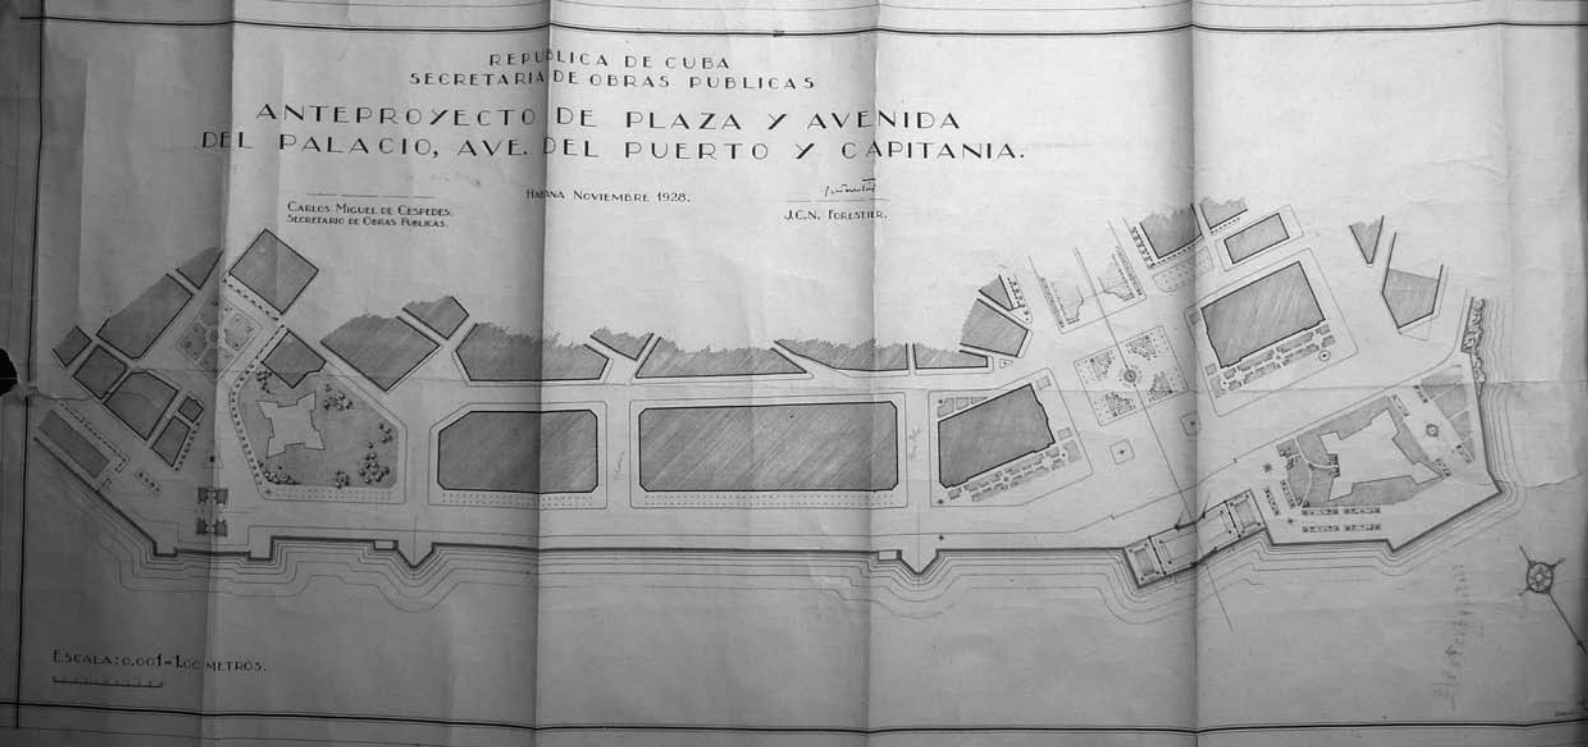 REPUBLICA DE CUBA
SECRETARIA DE OBRAS PUBLICAS
ANTEPROYECTO DE PLAZA Y AVENIDA
DEL PALACIO, AVE. DEL PUERTO Y CAPITANIA.
HABANA NOVIEMBRE 1928.
CARLOS MIGUEL DE CESPEDES.
SECRETARIO DE OBRAS PUBLICAS.
J.C.N. FORESTIER.
ESCALA: 0.001=1.00 METROS.